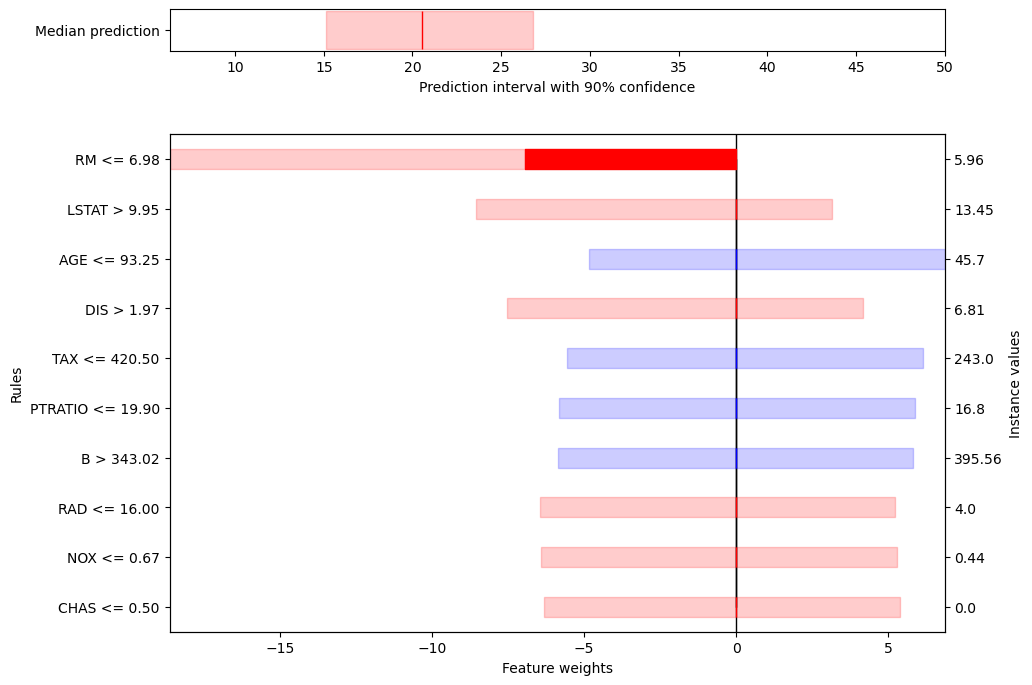 Median prediction
10 15 20 25 30 35 40 45 50
Prediction interval with 90% confidence
RM <= 6.98 5.96
LSTAT > 9.95 13.45
AGE <= 93.25 45.7
DIS > 1.97 6.81
TAX <= 420.50 243.0
PTRATIO <= 19.90 16.8
B > 343.02 395.56
RAD <= 16.00 4.0
NOX <= 0.67 0.44
CHAS <= 0.50 0.0
Rules
Instance values
−15 −10 −5 0 5
Feature weights